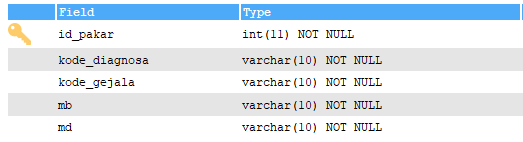 Field Type
id_pakar int(11) NOT NULL
kode_diagnosa varchar(10) NOT NULL
kode_gejala varchar(10) NOT NULL
mb varchar(10) NOT NULL
md varchar(10) NOT NULL